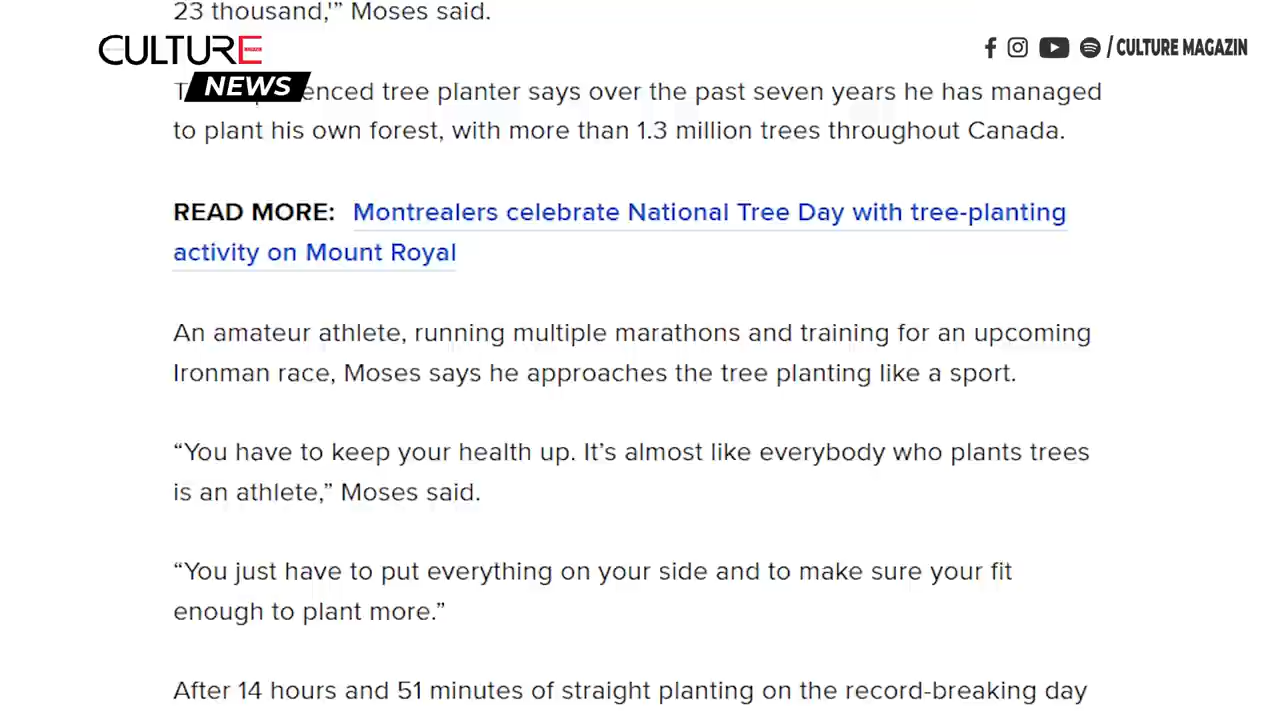 23 thousand,'” Moses said.
CULTURE
NEWS
/ CULTURE MAGAZIN
enced tree planter says over the past seven years he has managed
to plant his own forest, with more than 1.3 million trees throughout Canada.
READ MORE: Montrealers celebrate National Tree Day with tree-planting
activity on Mount Royal
An amateur athlete, running multiple marathons and training for an upcoming
Ironman race, Moses says he approaches the tree planting like a sport.
“You have to keep your health up. It’s almost like everybody who plants trees
is an athlete,” Moses said.
“You just have to put everything on your side and to make sure your fit
enough to plant more.”
After 14 hours and 51 minutes of straight planting on the record-breaking day